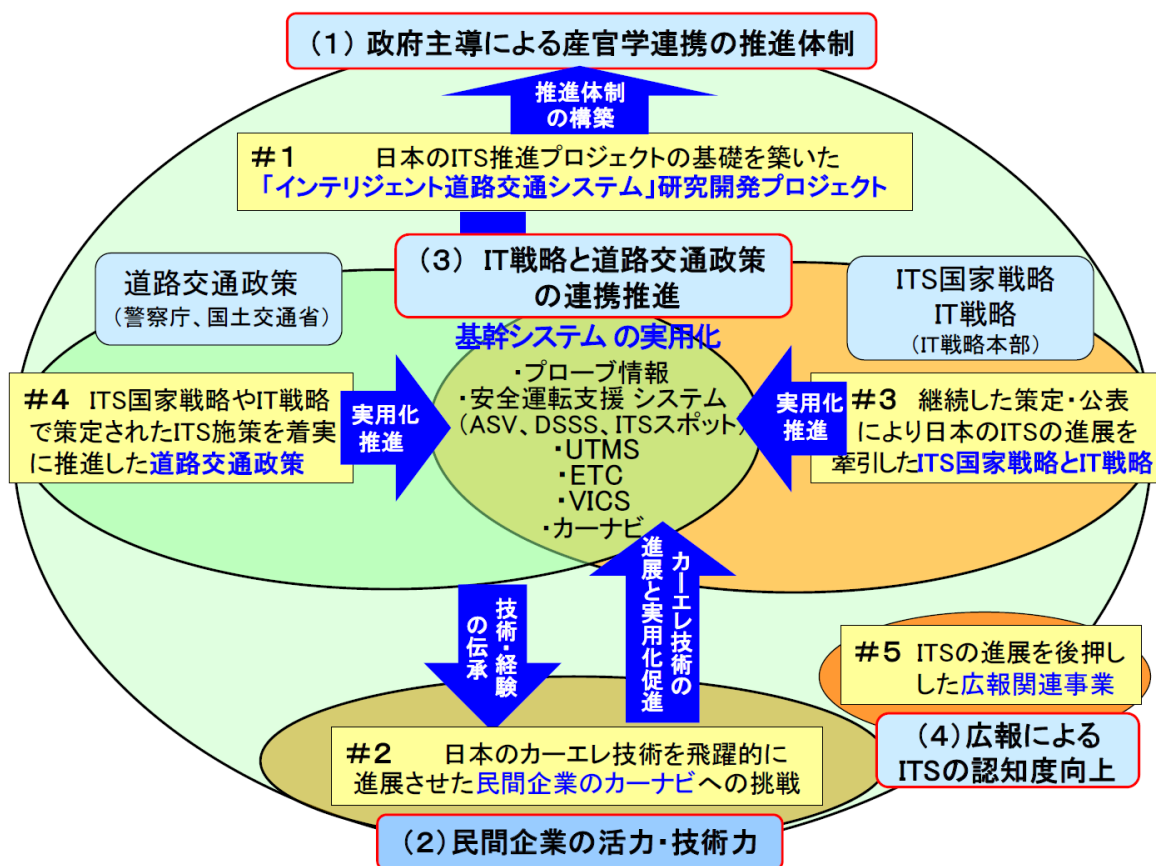 （１）政府主導による産官学連携の推進体制
推進体制
の構築
＃１　日本のITS推進プロジェクトの基礎を築いた
「インテリジェント道路交通システム」研究開発プロジェクト
（３） IT戦略と道路交通政策
の連携推進
道路交通政策
（警察庁、国土交通省）
ITS国家戦略
IT戦略
（IT戦略本部）
基幹システム の実用化
・プローブ情報
・安全運転支援 システム
（ASV、DSSS、ITSスポット）
・UTMS
・ETC
・VICS
・カーナビ
＃４ ITS国家戦略やIT戦略
で策定されたITS施策を着実
に推進した道路交通政策
実用化
推進
実用化
推進
＃３ 継続した策定・公表
により日本のITSの進展を
牽引したITS国家戦略とIT戦略
技術・経験
の伝承
カーエレ技術の
進展と実用化促進
＃５ ITSの進展を後押し
した広報関連事業
（４）広報による
ITSの認知度向上
＃２　日本のカーエレ技術を飛躍的に
進展させた民間企業のカーナビへの挑戦
（２）民間企業の活力・技術力